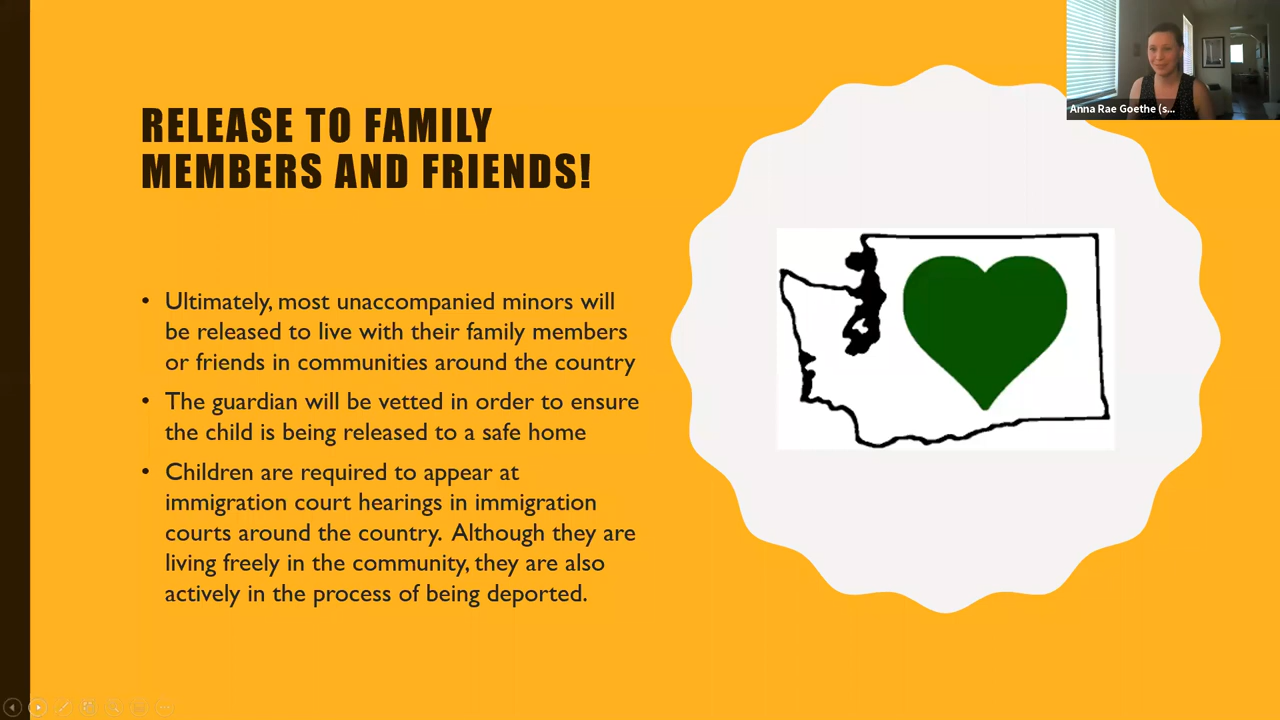 RELEASE TO FAMILY
MEMBERS AND FRIENDS!
• Ultimately, most unaccompanied minors will
be released to live with their family members
or friends in communities around the country
• The guardian will be vetted in order to ensure
the child is being released to a safe home
• Children are required to appear at
immigration court hearings in immigration
courts around the country. Although they are
living freely in the community, they are also
actively in the process of being deported.
Anna Rae Goethe (s...